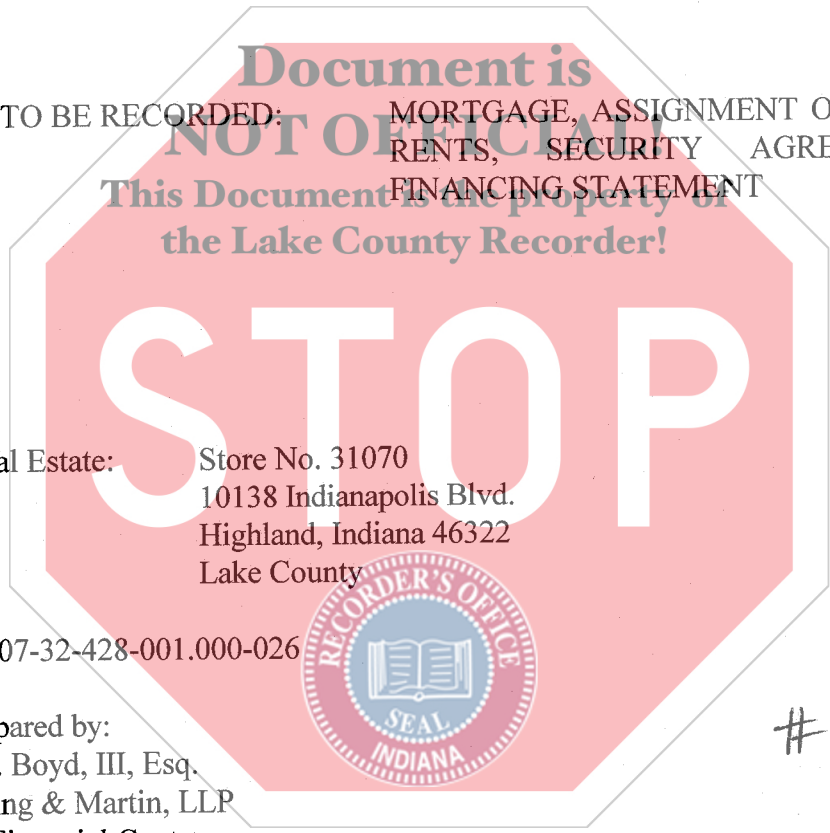 Document is
TO BE RECORDED: MORTGAGE, ASSIGNMENT O
NOT OFFICIAL!
RENTS, SECURITY AGRE
This Document is the property of
FINANCING STATEMENT
the Lake County Recorder!
STOP
al Estate: Store No. 31070
10138 Indianapolis Blvd.
Highland, Indiana 46322
Lake County
RECORDER'S OFFICE
07-32-428-001.000-026
SEAL
INDIANA
pared by:
#
. Boyd, III, Esq.
ng & Martin, LLP